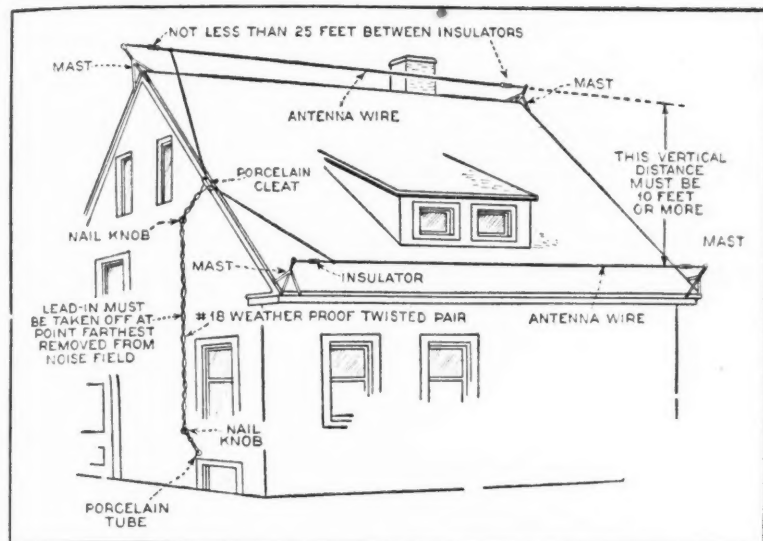 NOT LESS THAN 25 FEET BETWEEN INSULATORS
MAST
MAST
ANTENNA WIRE
THIS VERTICAL
DISTANCE
MUST BE
10 FEET
OR MORE
PORCELAIN
CLEAT
NAIL KNOB
MAST
MAST
INSULATOR
LEAD-IN MUST
BE TAKEN OFF AT
POINT FARTHEST
REMOVED FROM
NOISE FIELD
#18 WEATHER PROOF TWISTED PAIR
ANTENNA WIRE
NAIL
KNOB
PORCELAIN
TUBE